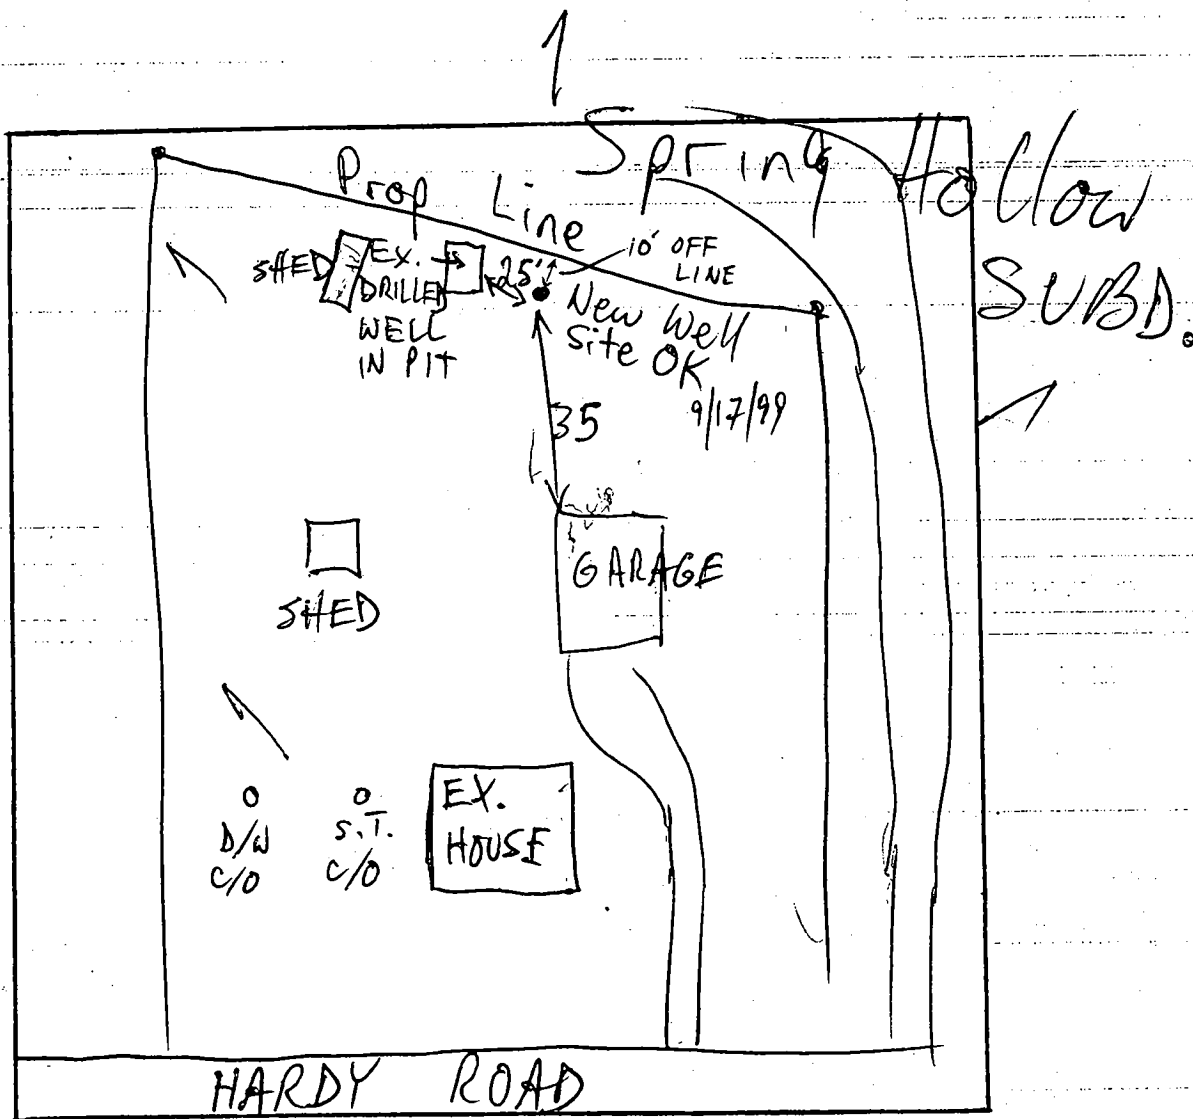 Spring Hollow
SUBD.
Prop Line
10' OFF
LINE
SHED
EX.
DRILLED
WELL
IN PIT
25'
New Well
Site OK
9/17/99
35
GARAGE
SHED
D/W
C/O
S.T.
C/O
EX.
HOUSE
HARDY ROAD